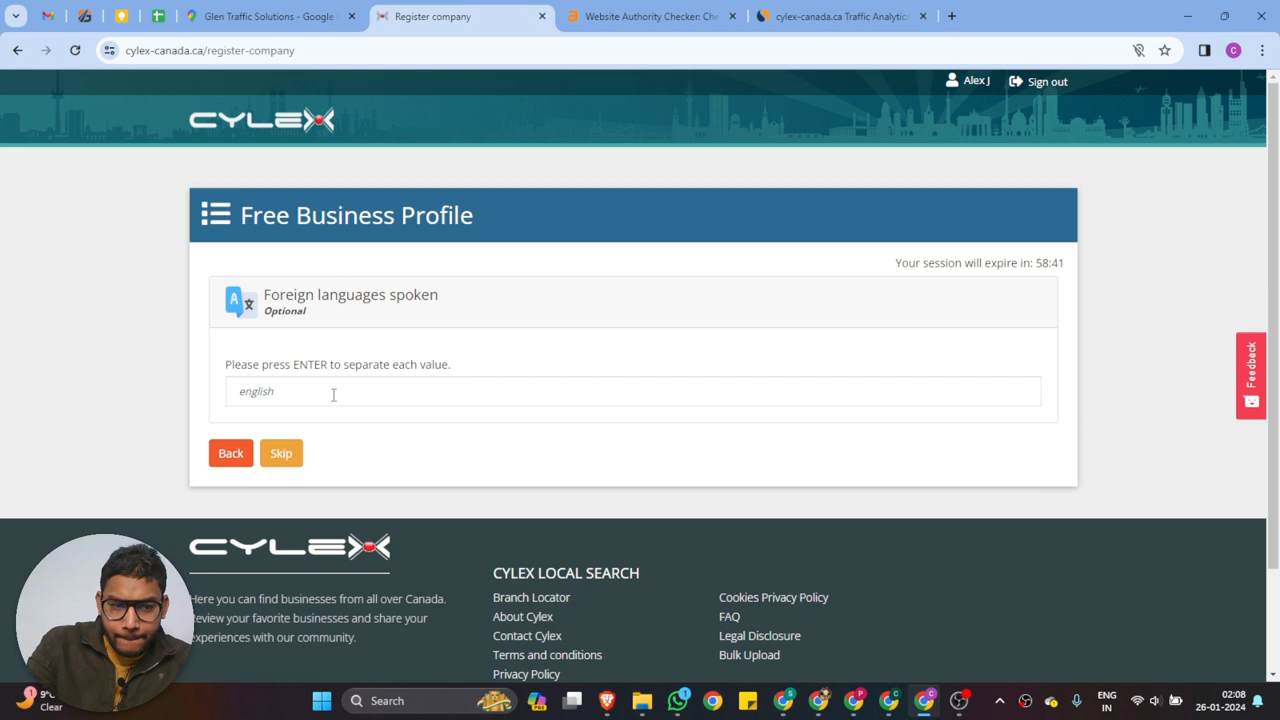 Glen Traffic Solutions - Google
Register company
Website Authority Checker: Che
cylex-canada.ca Traffic Analytics
cylex-canada.ca/register-company
C
Alex J
Sign out
CYLEX
Free Business Profile
Your session will expire in: 58:41
Foreign languages spoken
Optional
Please press ENTER to separate each value.
english
Back
Skip
Feedback
CYLEX
Here you can find businesses from all over Canada.
Review your favorite businesses and share your
experiences with our community.
CYLEX LOCAL SEARCH
Branch Locator
About Cylex
Contact Cylex
Terms and conditions
Privacy Policy
Cookies Privacy Policy
FAQ
Legal Disclosure
Bulk Upload
1
9°C
Clear
Search
ENG
IN
02:08
26-01-2024